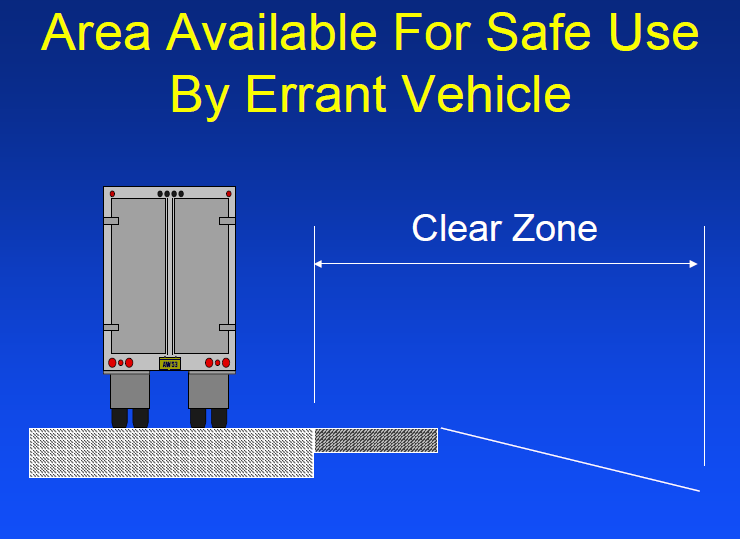 Area Available For Safe Use
By Errant Vehicle
Clear Zone